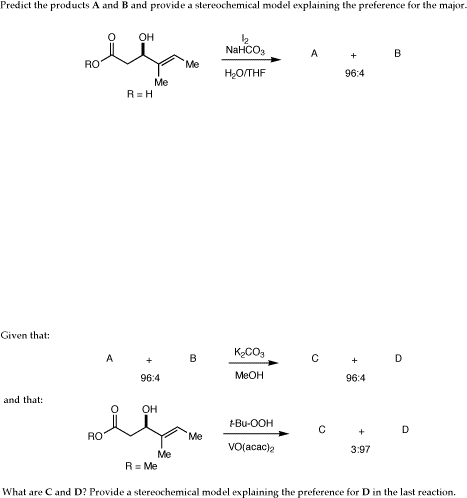 Predict the products A and B and provide a stereochemical model explaining the preference for the major.
O OH I2
NaHCO3 A + B
RO Me H2O/THF 96:4
Me
R = H
Given that:
A + B K2CO3 C + D
96:4 MeOH 96:4
and that:
O OH t-Bu-OOH C + D
RO Me VO(acac)2 3:97
Me
R = Me
What are C and D? Provide a stereochemical model explaining the preference for D in the last reaction.